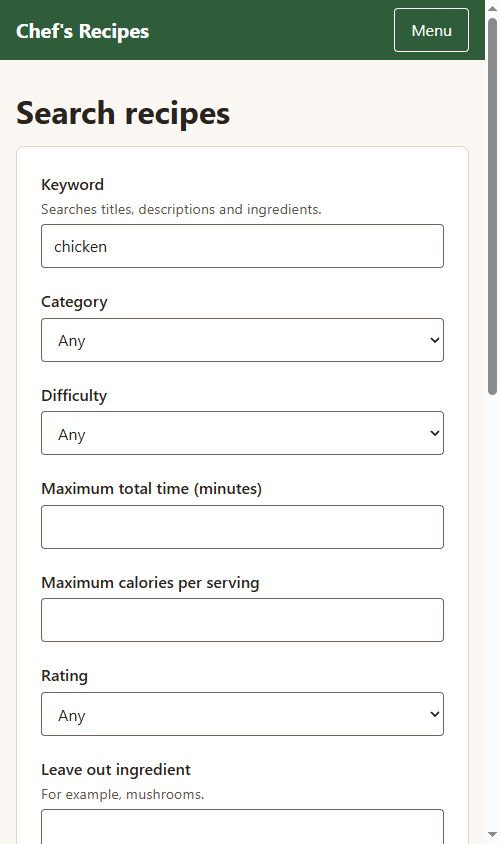 Chef's Recipes
Menu
Search recipes
Keyword
Searches titles, descriptions and ingredients.
chicken
Category
Any
Difficulty
Any
Maximum total time (minutes)
Maximum calories per serving
Rating
Any
Leave out ingredient
For example, mushrooms.